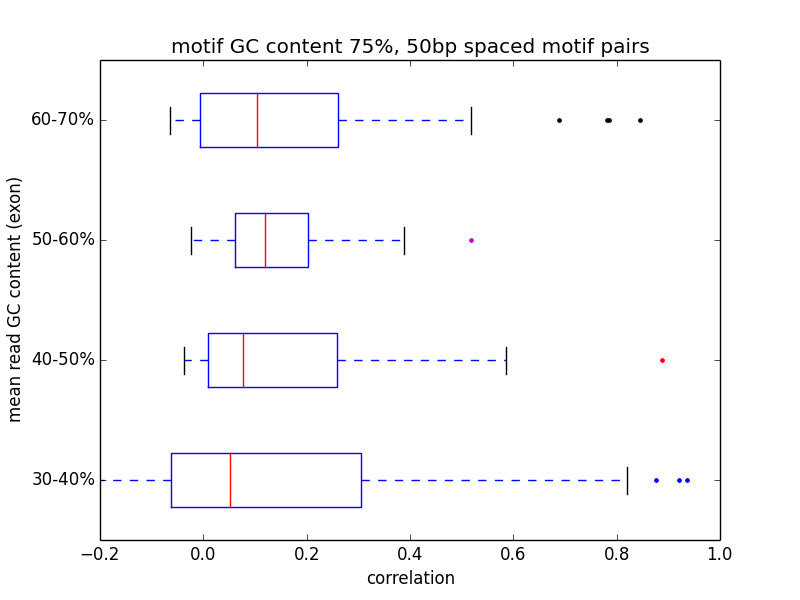 motif GC content 75%, 50bp spaced motif pairs
mean read GC content (exon)
60-70%
50-60%
40-50%
30-40%
−0.2 0.0 0.2 0.4 0.6 0.8 1.0
correlation